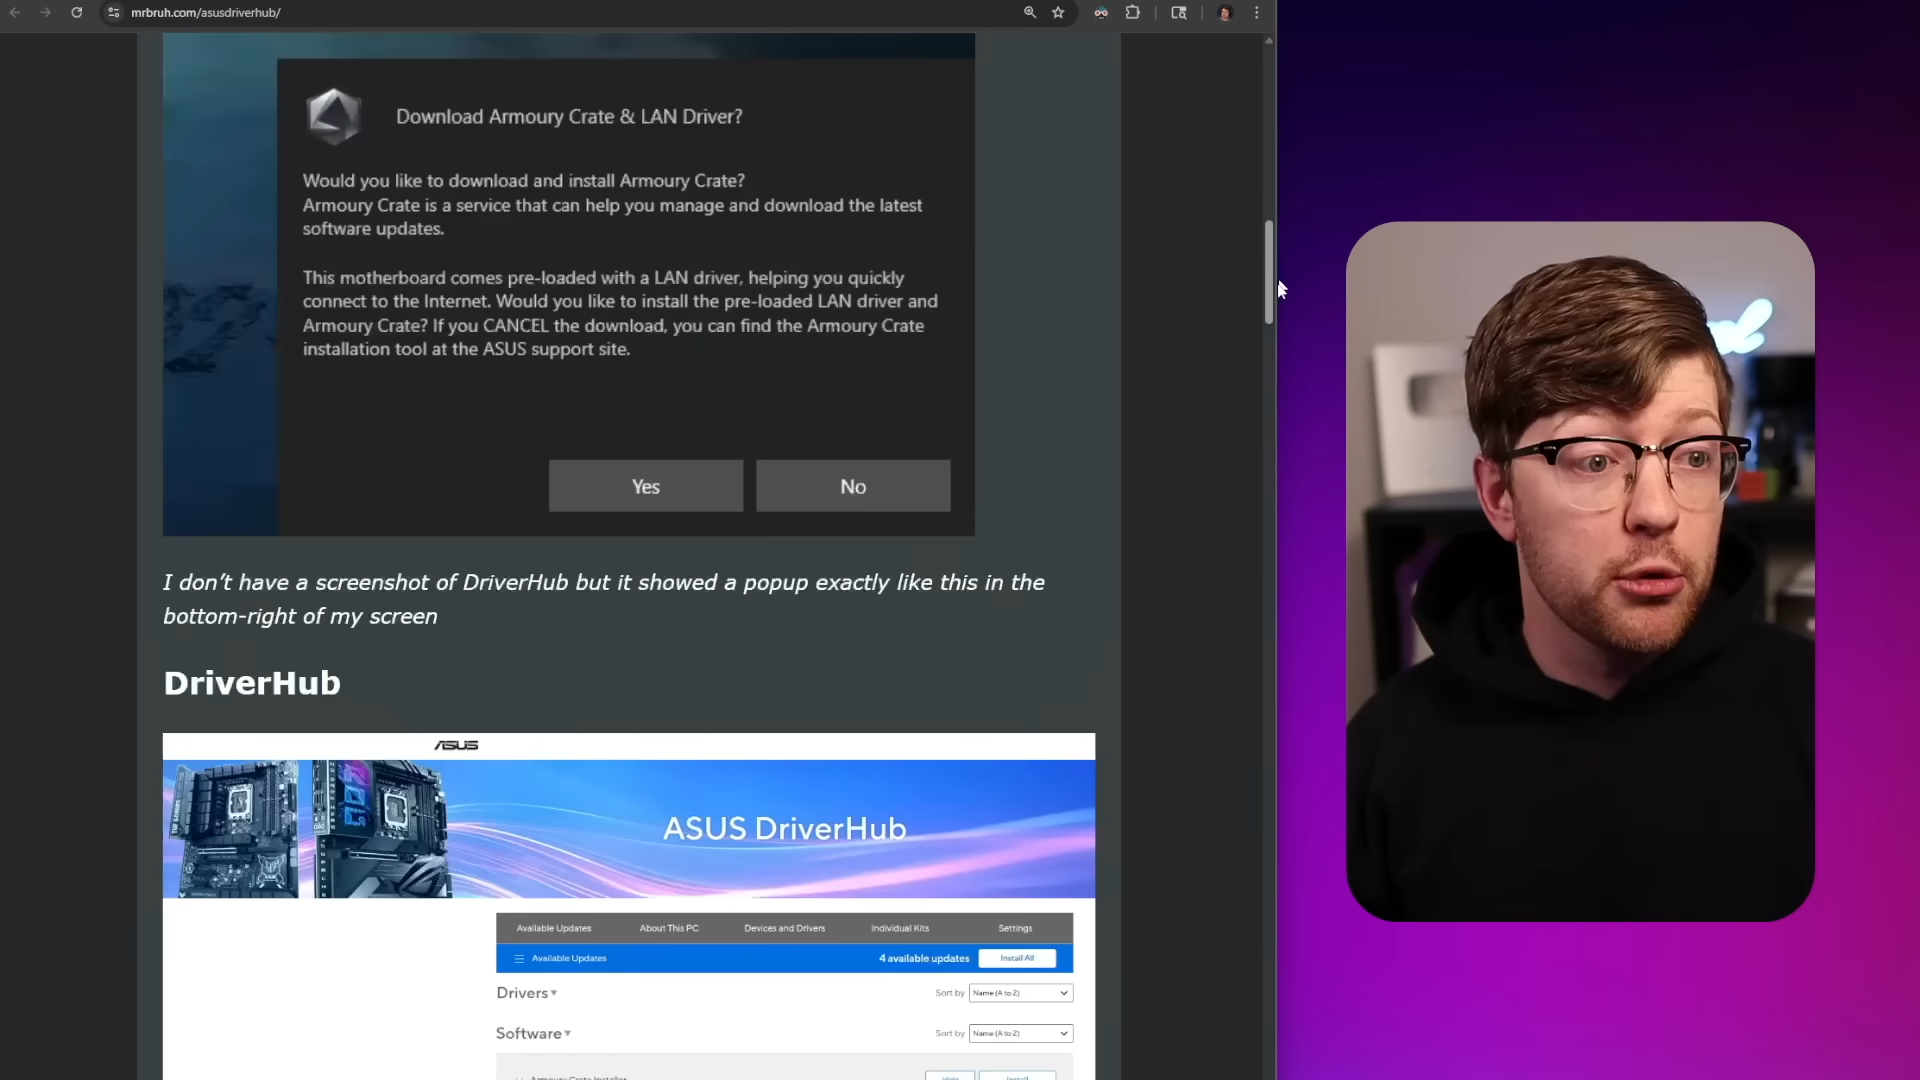 mrbruh.com/asusdriverhub/
Download Armoury Crate & LAN Driver?
Would you like to download and install Armoury Crate?
Armoury Crate is a service that can help you manage and download the latest
software updates.
This motherboard comes pre-loaded with a LAN driver, helping you quickly
connect to the Internet. Would you like to install the pre-loaded LAN driver and
Armoury Crate? If you CANCEL the download, you can find the Armoury Crate
installation tool at the ASUS support site.
Yes No
I don’t have a screenshot of DriverHub but it showed a popup exactly like this in the
bottom-right of my screen
DriverHub
ASUS
ASUS DriverHub
Available Updates About This PC Devices and Drivers Individual Kits Settings
Available Updates 4 available updates Install All
Drivers Sort by Name (A to Z)
Software Sort by Name (A to Z)
Armoury Crate Installer Hide Install